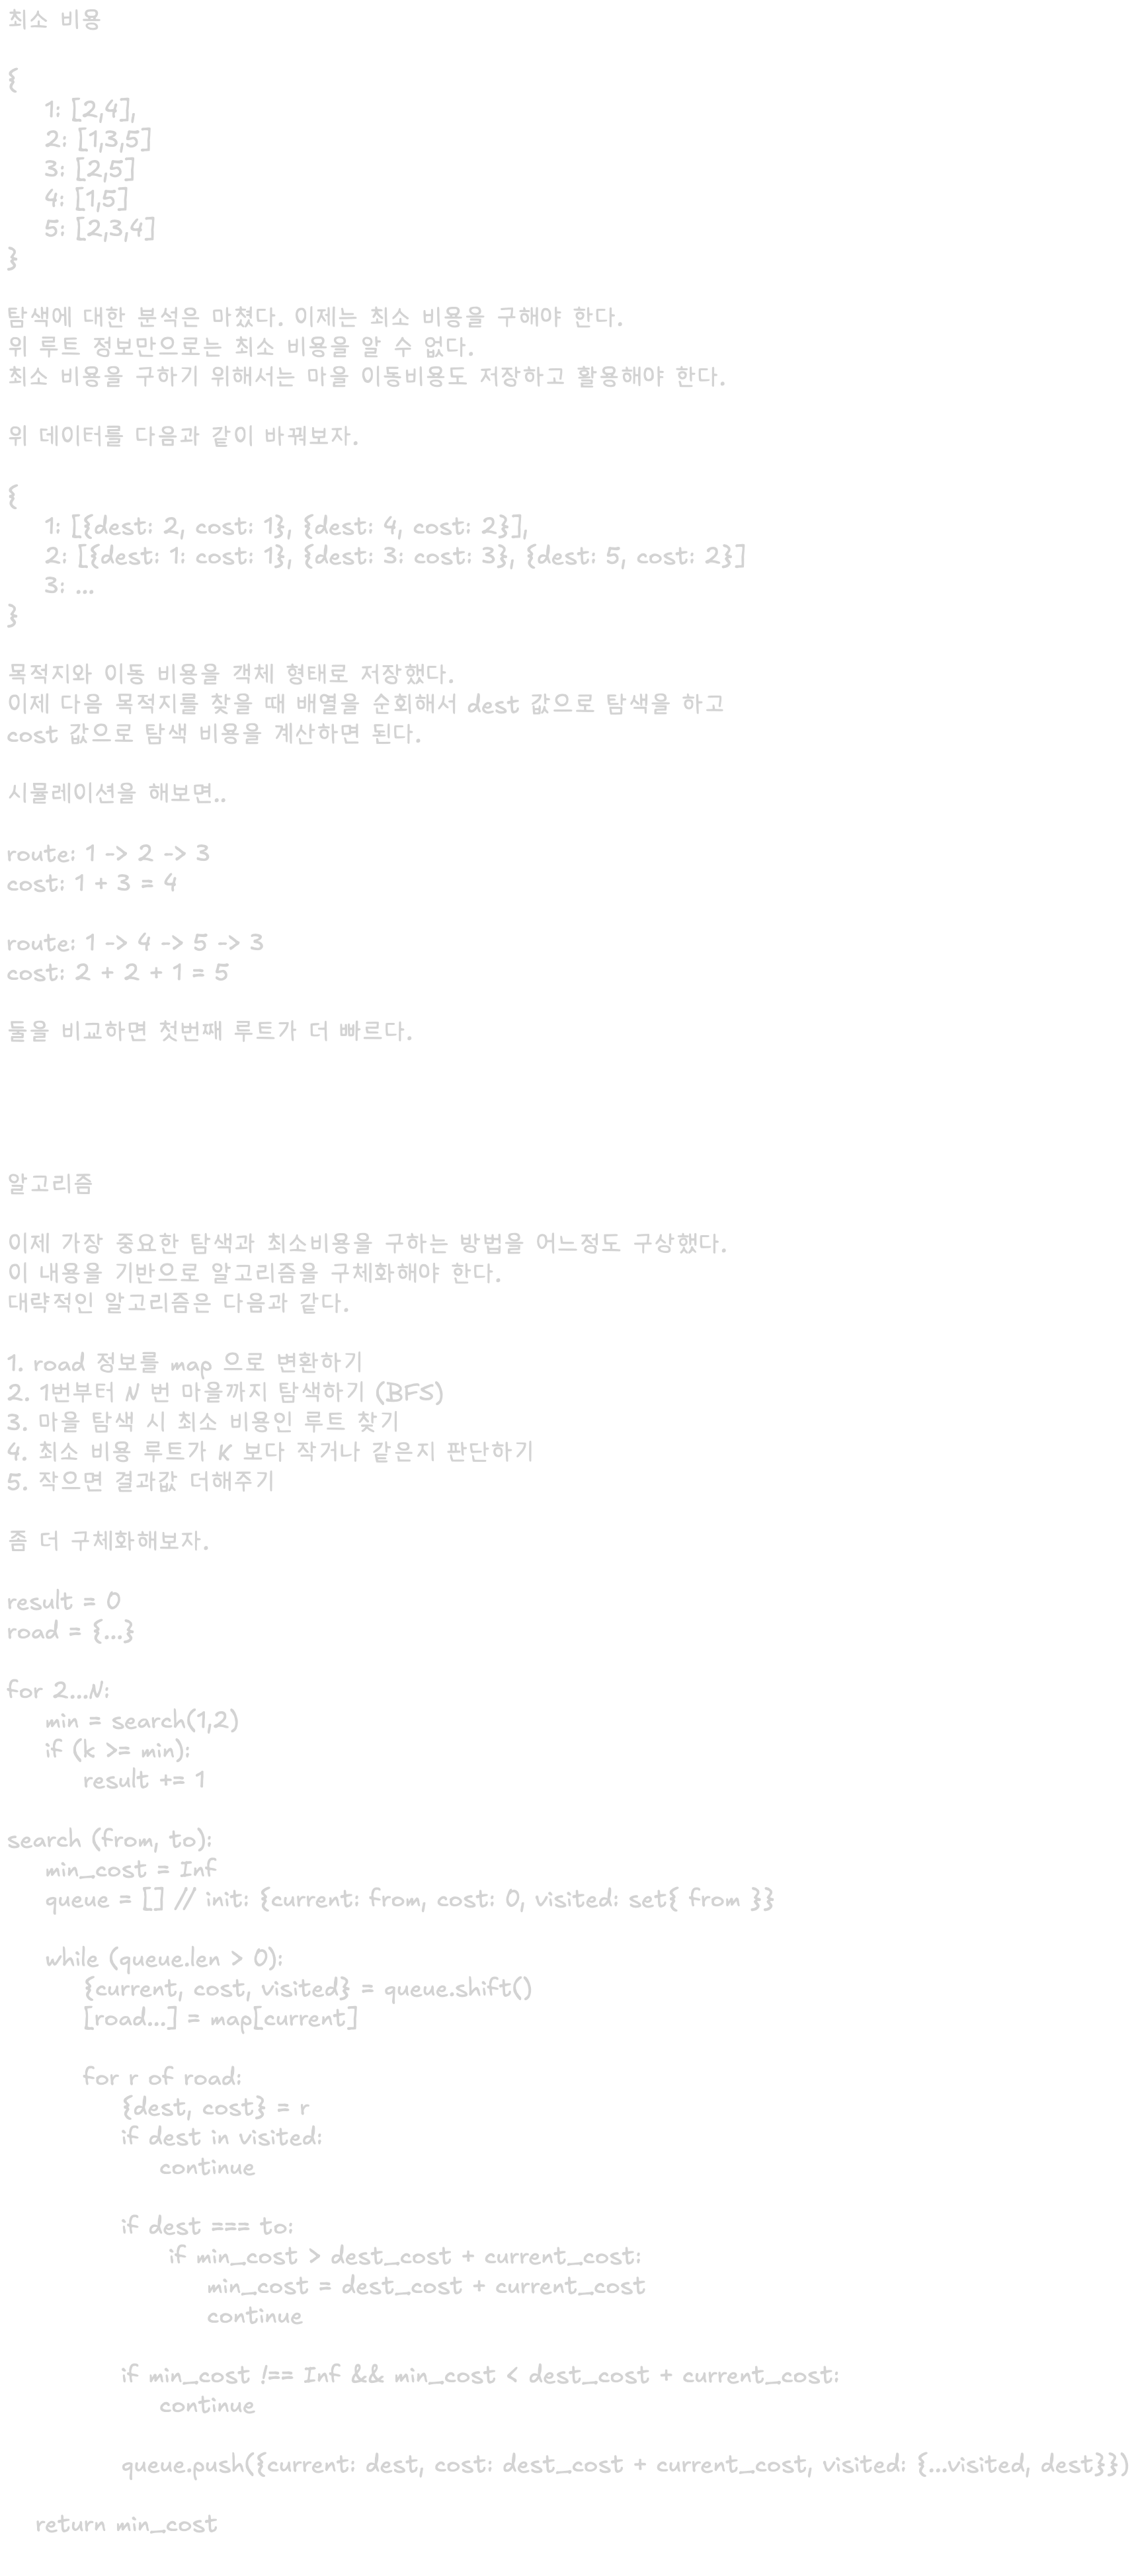 최소 비용
{
1: [2,4],
2: [1,3,5]
3: [2,5]
4: [1,5]
5: [2,3,4]
}
탐색에 대한 분석은 마쳤다. 이제는 최소 비용을 구해야 한다.
위 루트 정보만으로는 최소 비용을 알 수 없다.
최소 비용을 구하기 위해서는 마을 이동비용도 저장하고 활용해야 한다.
위 데이터를 다음과 같이 바꿔보자.
{
1: [{dest: 2, cost: 1}, {dest: 4, cost: 2}],
2: [{dest: 1: cost: 1}, {dest: 3: cost: 3}, {dest: 5, cost: 2}]
3: ...
}
목적지와 이동 비용을 객체 형태로 저장했다.
이제 다음 목적지를 찾을 때 배열을 순회해서 dest 값으로 탐색을 하고
cost 값으로 탐색 비용을 계산하면 된다.
시뮬레이션을 해보면..
route: 1 -> 2 -> 3
cost: 1 + 3 = 4
route: 1 -> 4 -> 5 -> 3
cost: 2 + 2 + 1 = 5
둘을 비교하면 첫번째 루트가 더 빠르다.
알고리즘
이제 가장 중요한 탐색과 최소비용을 구하는 방법을 어느정도 구상했다.
이 내용을 기반으로 알고리즘을 구체화해야 한다.
대략적인 알고리즘은 다음과 같다.
1. road 정보를 map 으로 변환하기
2. 1번부터 N 번 마을까지 탐색하기 (BFS)
3. 마을 탐색 시 최소 비용인 루트 찾기
4. 최소 비용 루트가 K 보다 작거나 같은지 판단하기
5. 작으면 결과값 더해주기
좀 더 구체화해보자.
result = 0
road = {...}
for 2...N:
min = search(1,2)
if (k >= min):
result += 1
search (from, to):
min_cost = Inf
queue = [] // init: {current: from, cost: 0, visited: set{ from }}
while (queue.len > 0):
{current, cost, visited} = queue.shift()
[road...] = map[current]
for r of road:
{dest, cost} = r
if dest in visited:
continue
if dest === to:
if min_cost > dest_cost + current_cost:
min_cost = dest_cost + current_cost
continue
if min_cost !== Inf && min_cost < dest_cost + current_cost:
continue
queue.push({current: dest, cost: dest_cost + current_cost, visited: {...visited, dest}})
return min_cost